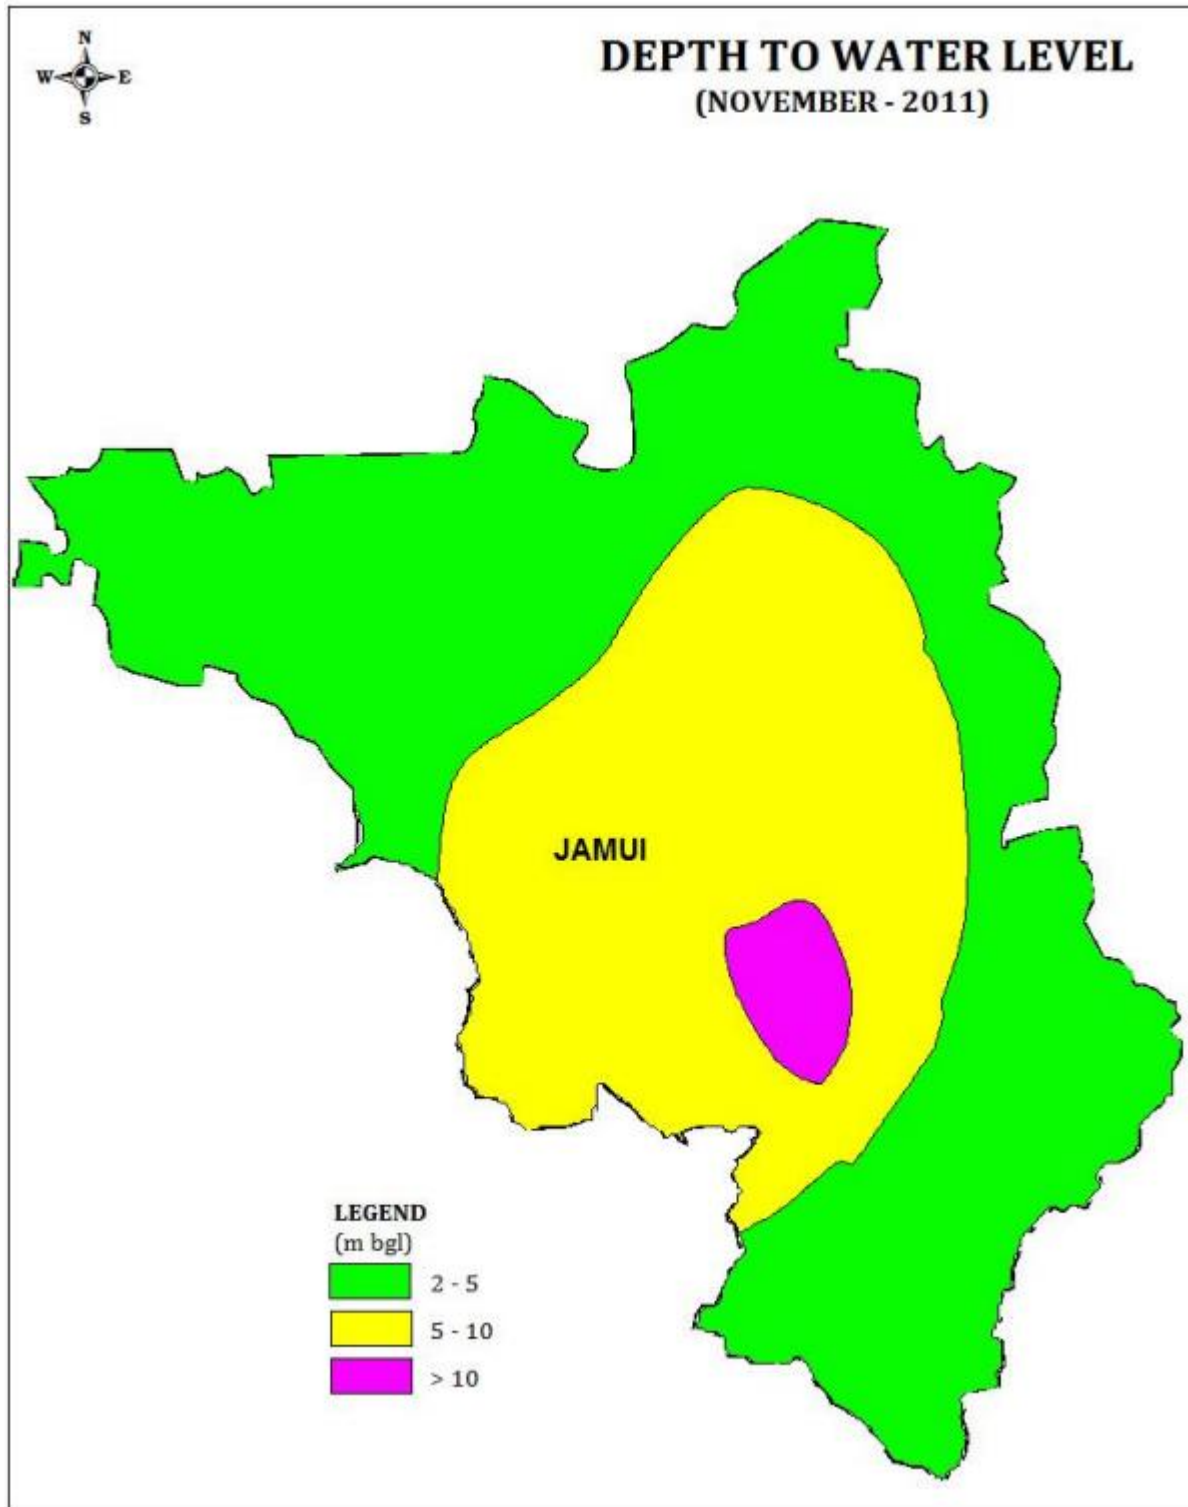 N
W E
S
DEPTH TO WATER LEVEL
(NOVEMBER - 2011)
JAMUI
LEGEND
(m bgl)
2 - 5
5 - 10
> 10